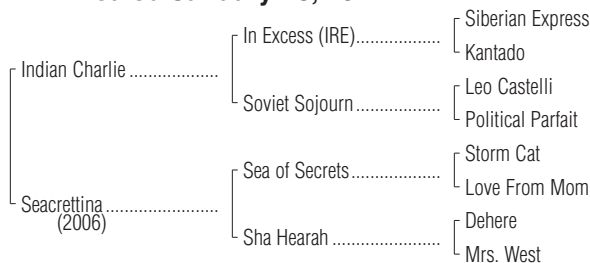 Siberian Express
In Excess (IRE)....................
Kantado
Indian Charlie .....................
Leo Castelli
Soviet Sojourn ....................
Political Parfait
Storm Cat
Sea of Secrets.....................
Love From Mom
Seacrettina...........................
(2006)
Dehere
Sha Hearah .........................
Mrs. West